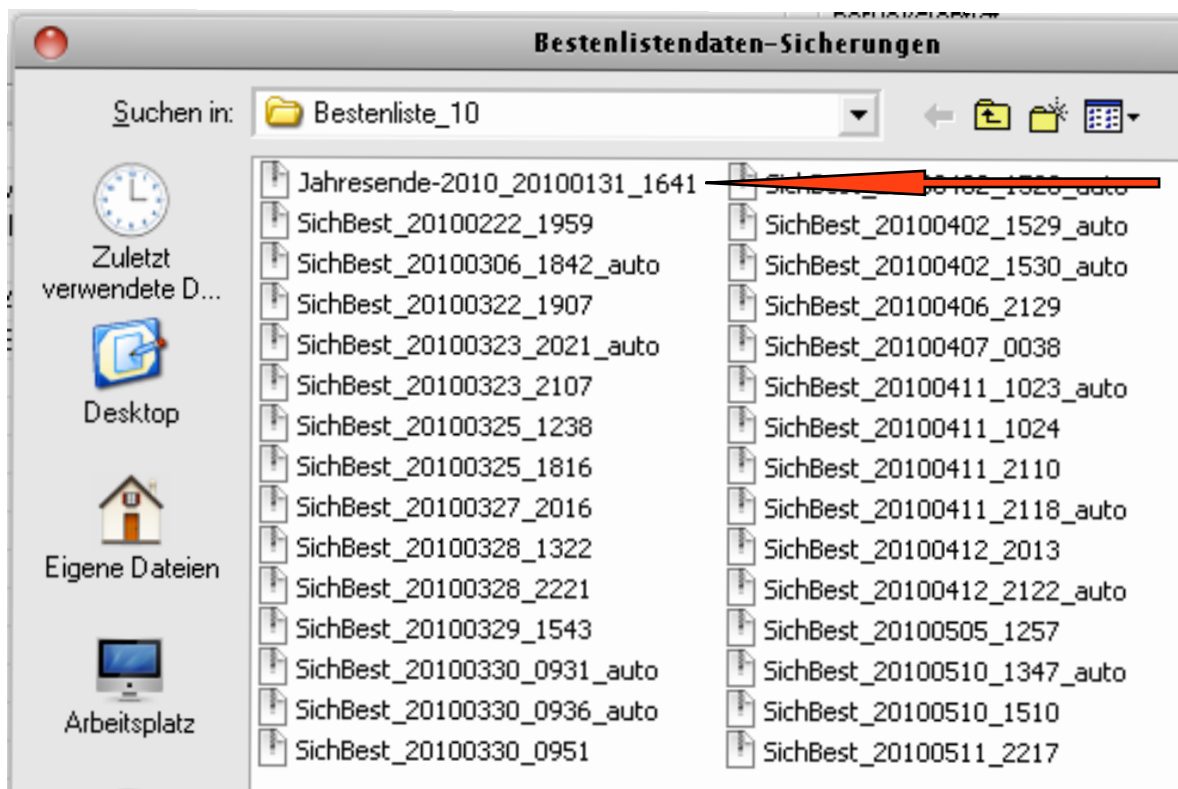 Bestenlistendaten-Sicherungen
Suchen in:
Bestenliste_10
Zuletzt
verwendete D...
Desktop
Eigene Dateien
Arbeitsplatz
Jahresende-2010_20100131_1641
SichBest_20100222_1959
SichBest_20100306_1842_auto
SichBest_20100322_1907
SichBest_20100323_2021_auto
SichBest_20100323_2107
SichBest_20100325_1238
SichBest_20100325_1816
SichBest_20100327_2016
SichBest_20100328_1322
SichBest_20100328_2221
SichBest_20100329_1543
SichBest_20100330_0931_auto
SichBest_20100330_0936_auto
SichBest_20100330_0951
SichBest_20100402_1529_auto
SichBest_20100402_1530_auto
SichBest_20100406_2129
SichBest_20100407_0038
SichBest_20100411_1023_auto
SichBest_20100411_1024
SichBest_20100411_2110
SichBest_20100411_2118_auto
SichBest_20100412_2013
SichBest_20100412_2122_auto
SichBest_20100505_1257
SichBest_20100510_1347_auto
SichBest_20100510_1510
SichBest_20100511_2217